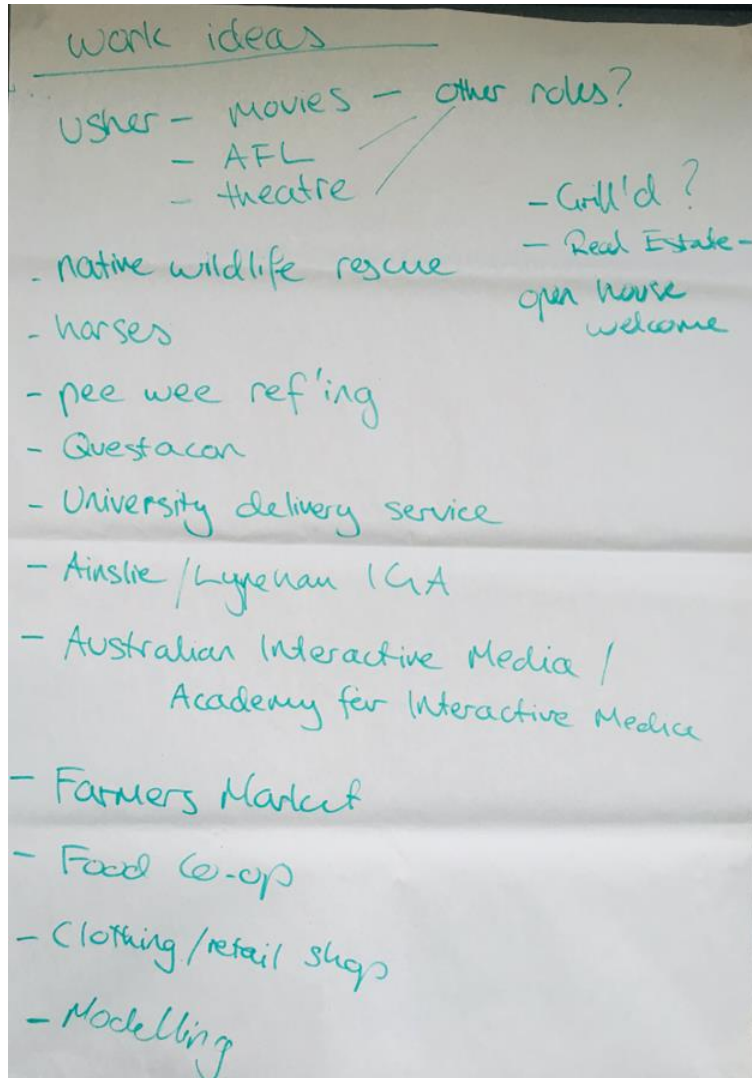 work ideas
usher - movies - other roles?
- AFL
- theatre
- Grill'd ?
- Real Estate -
open house
welcome
- native wildlife rescue
- horses
- pee wee ref'ing
- Questacon
- University delivery service
- Ainslie / Lyneham IGA
- Australian Interactive Media /
Academy for Interactive Media
- Farmers Market
- Food Co-op
- Clothing/retail shop
- Modelling